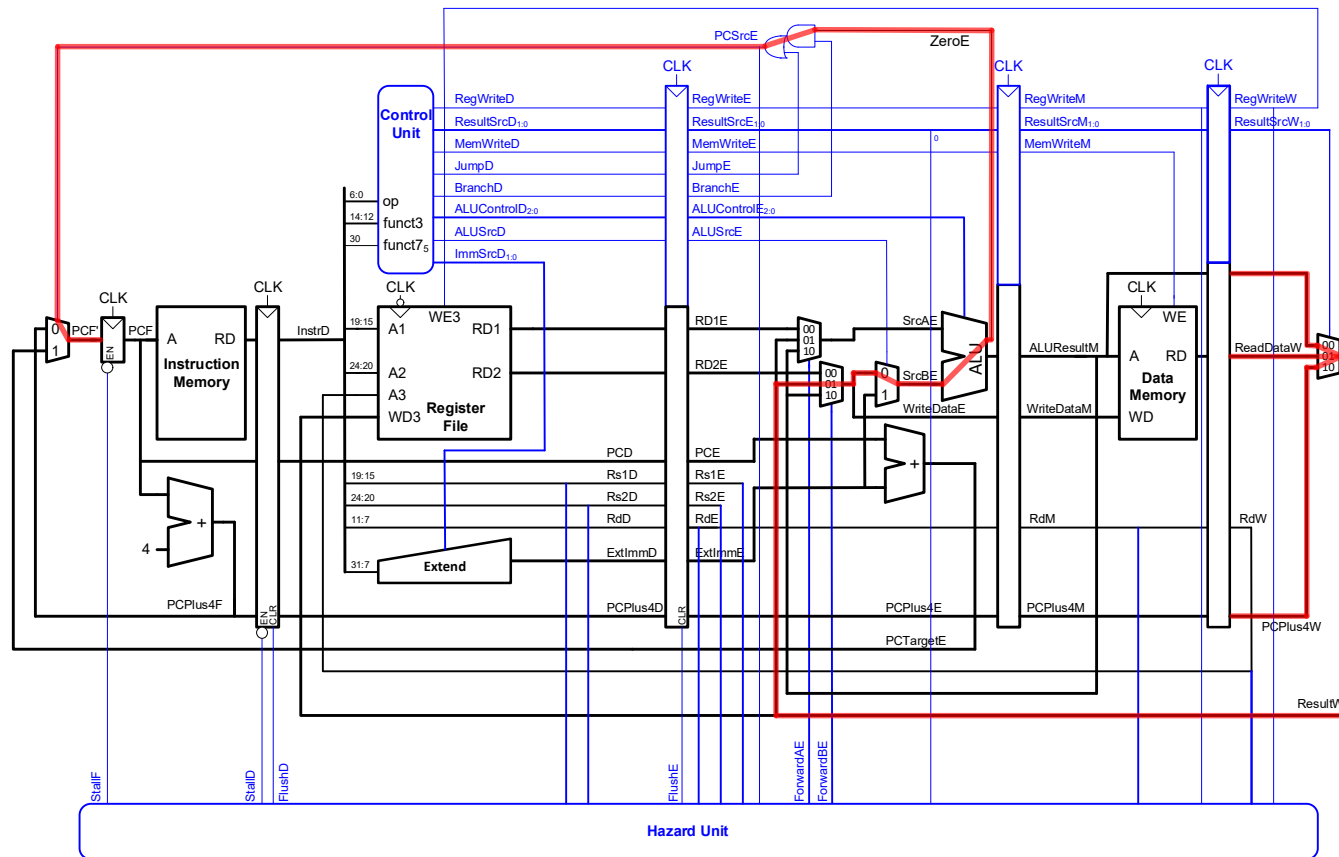 PCSrcE
ZeroE
CLK
CLK
CLK
Control
Unit
RegWriteD
RegWriteE
RegWriteM
RegWriteW
ResultSrcD1:0
ResultSrcE1:0
ResultSrcM1:0
ResultSrcW1:0
0
MemWriteD
MemWriteE
MemWriteM
JumpD
JumpE
BranchD
BranchE
6:0
op
14:12
funct3
30
funct75
ALUControlD2:0
ALUControlE2:0
ALUSrcD
ALUSrcE
ImmSrcD1:0
CLK
CLK
CLK
CLK
0
1
PCF'
EN
PCF
A
RD
Instruction
Memory
InstrD
19:15
A1
WE3
RD1
RD1E
00
01
10
SrcAE
24:20
A2
RD2
RD2E
00
01
10
0
1
SrcBE
ALU
ALUResultM
A
RD
WE
Data
Memory
WD
ReadDataW
00
01
10
A3
WD3
Register
File
WriteDataE
WriteDataM
PCD
PCE
+
19:15
Rs1D
Rs1E
24:20
Rs2D
Rs2E
11:7
RdD
RdE
RdM
RdW
4
+
31:7
Extend
ExtImmD
ExtImmE
PCPlus4F
EN
CLR
PCPlus4D
CLR
PCPlus4E
PCPlus4M
PCPlus4W
PCTargetE
ResultW
StallF
StallD
FlushD
FlushE
ForwardAE
ForwardBE
Hazard Unit